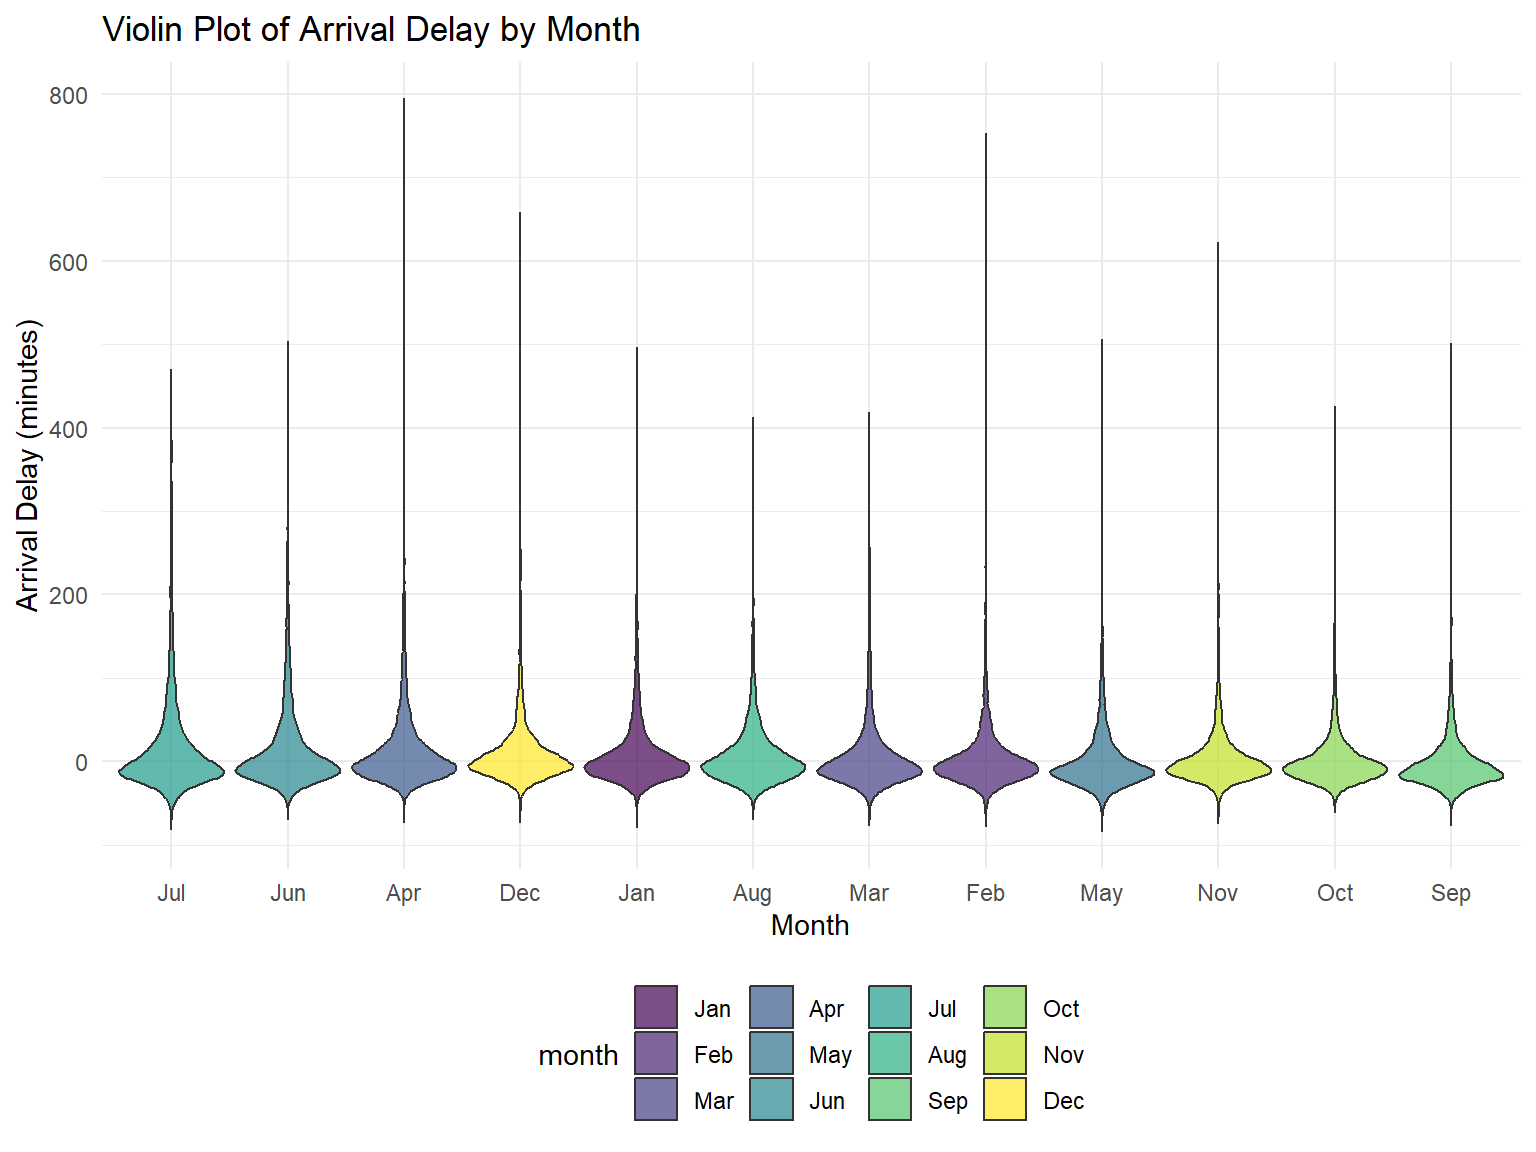 Violin Plot of Arrival Delay by Month
800
600
400
200
0
Arrival Delay (minutes)
Jul Jun Apr Dec Jan Aug Mar Feb May Nov Oct Sep
Month
month
Jan Apr Jul Oct
Feb May Aug Nov
Mar Jun Sep Dec